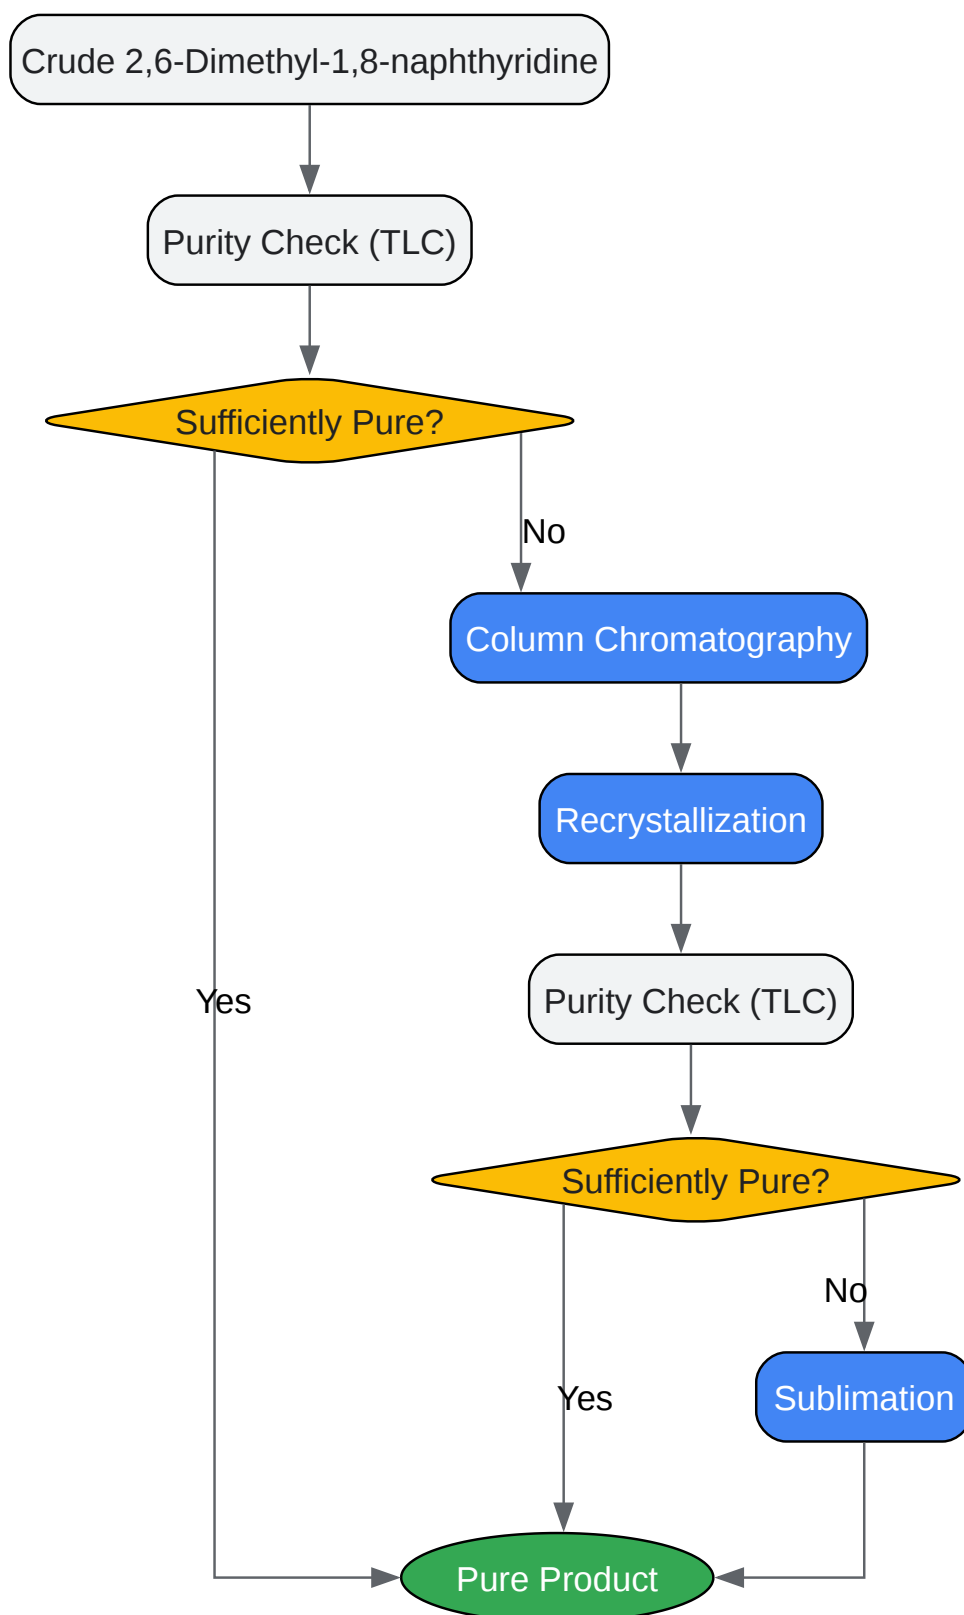 Crude 2,6-Dimethyl-1,8-naphthyridine
Purity Check (TLC)
Sufficiently Pure?
No
Column Chromatography
Recrystallization
Yes
Purity Check (TLC)
Sufficiently Pure?
No
Sublimation
Yes
Pure Product